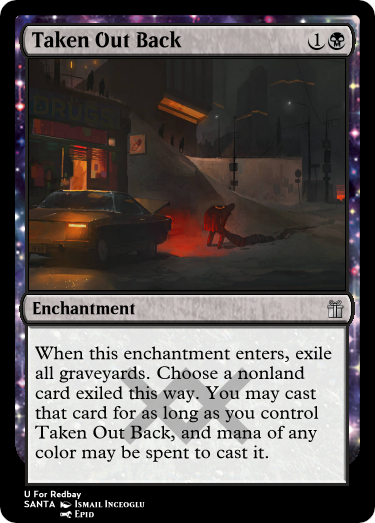 Taken Out Back 1
DRUGS
Enchantment
When this enchantment enters, exile
all graveyards. Choose a nonland
card exiled this way. You may cast
that card for as long as you control
Taken Out Back, and mana of any
color may be spent to cast it.
U For Redbay
SANTA Ismail Inceoglu
Epid